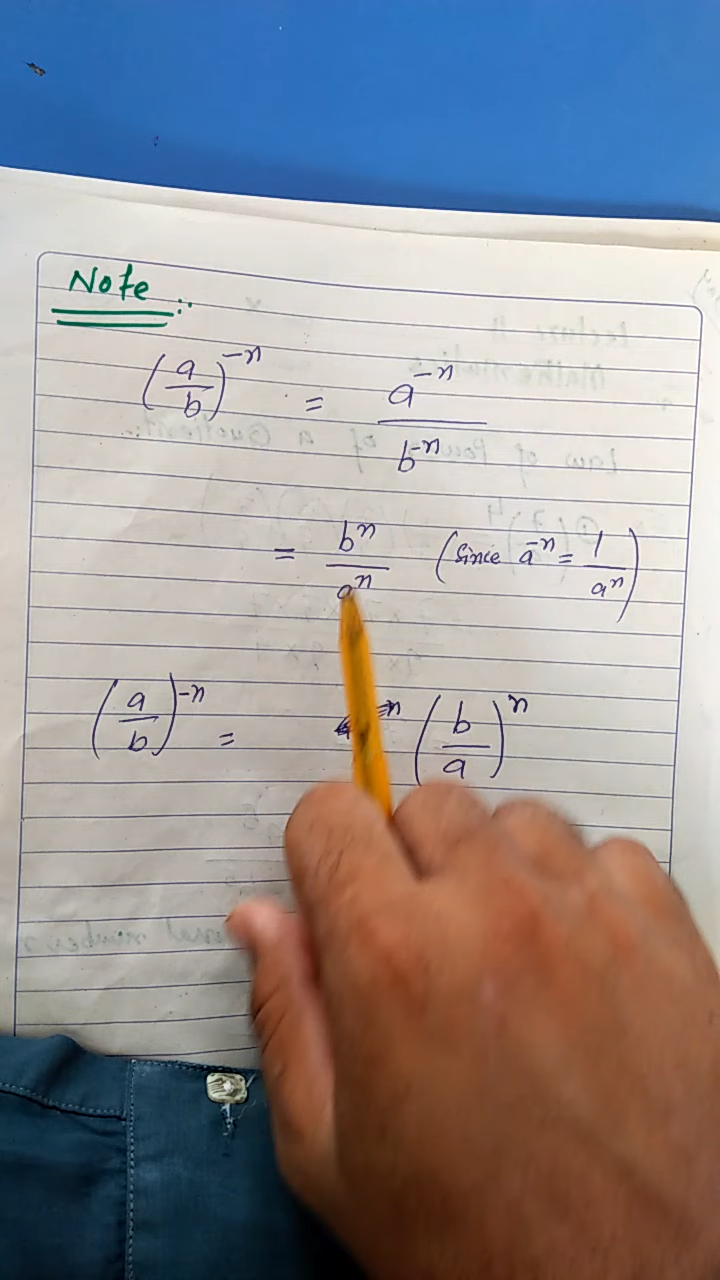 Note :.
(a/b)^-n = a^-n / b^-n
= b^n / a^n (Since a^-n = 1/a^n)
(a/b)^-n = (b/a)^n